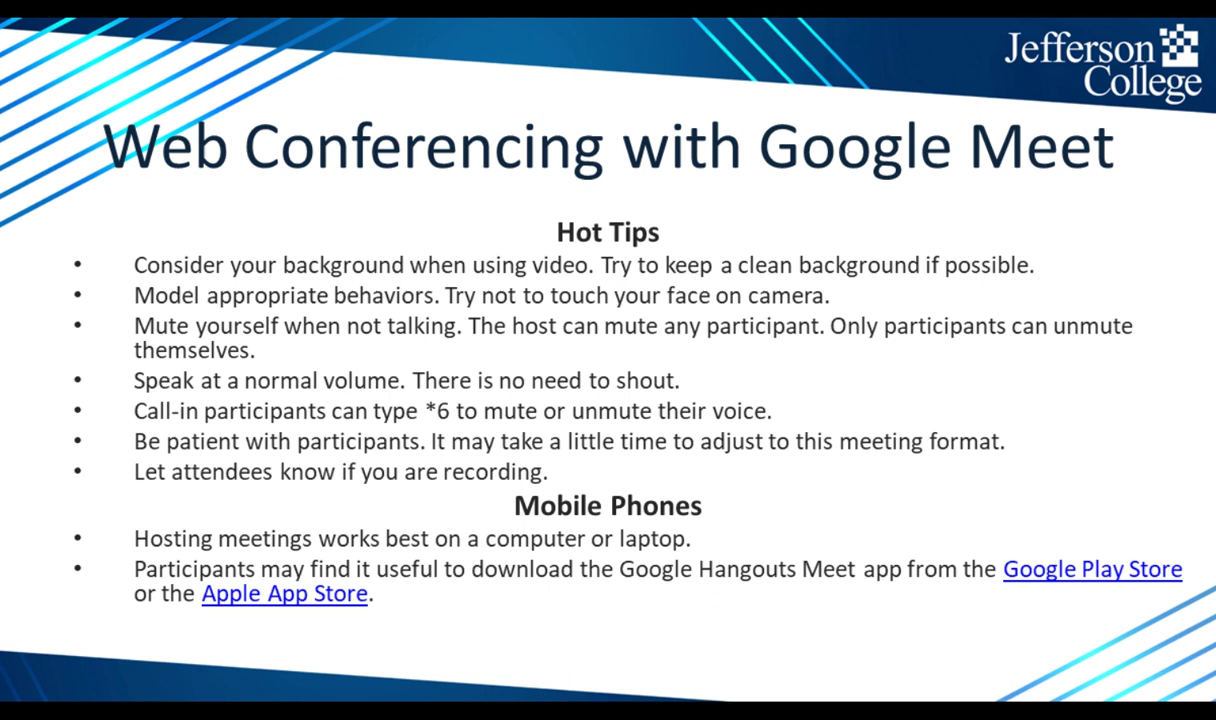 Jefferson
College
Web Conferencing with Google Meet
Hot Tips
• Consider your background when using video. Try to keep a clean background if possible.
• Model appropriate behaviors. Try not to touch your face on camera.
• Mute yourself when not talking. The host can mute any participant. Only participants can unmute
themselves.
• Speak at a normal volume. There is no need to shout.
• Call-in participants can type *6 to mute or unmute their voice.
• Be patient with participants. It may take a little time to adjust to this meeting format.
• Let attendees know if you are recording.
Mobile Phones
• Hosting meetings works best on a computer or laptop.
• Participants may find it useful to download the Google Hangouts Meet app from the Google Play Store
or the Apple App Store.